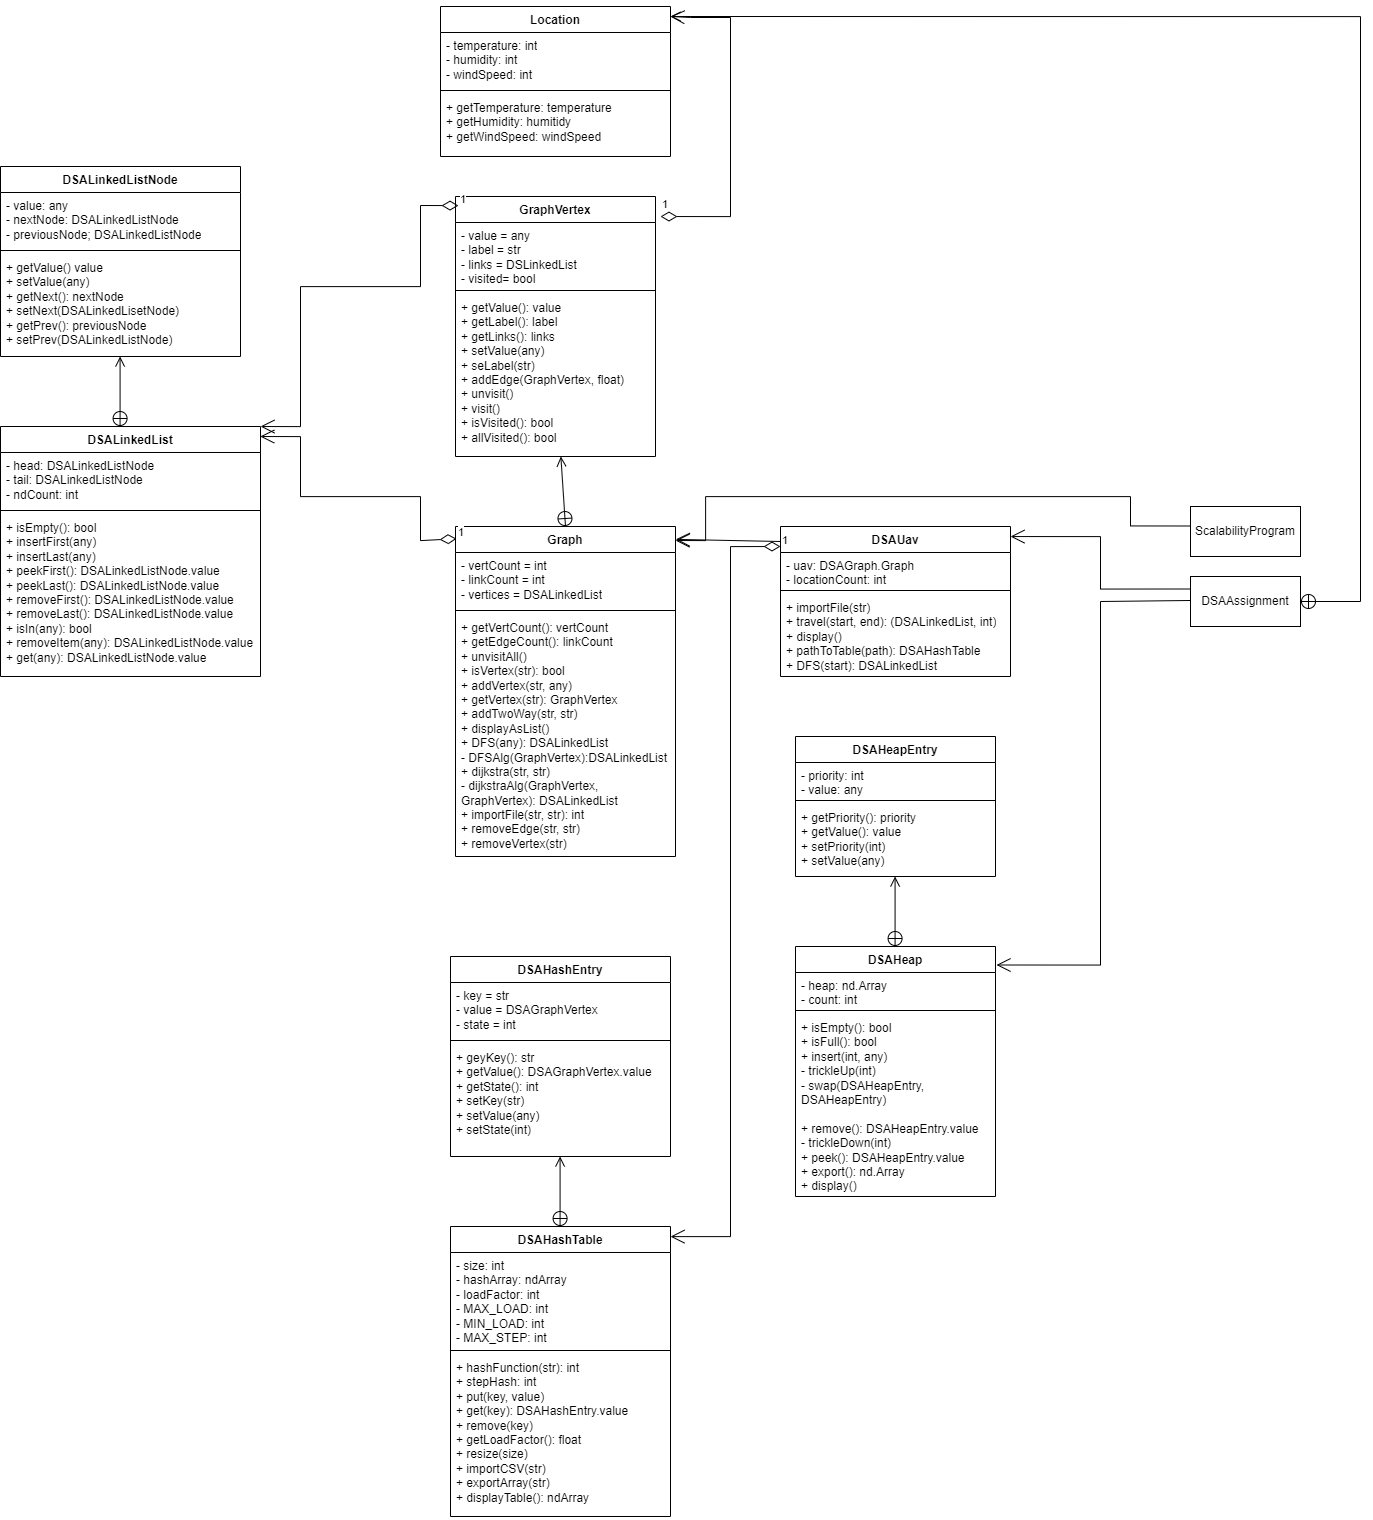 Location
- temperature: int
- humidity: int
- windSpeed: int
+ getTemperature: temperature
+ getHumidity: humitidy
+ getWindSpeed: windSpeed
DSALinkedListNode
- value: any
- nextNode: DSALinkedListNode
- previousNode; DSALinkedListNode
+ getValue() value
+ setValue(any)
+ getNext(): nextNode
+ setNext(DSALinkedLisetNode)
+ getPrev(): previousNode
+ setPrev(DSALinkedListNode)
1
1
GraphVertex
- value = any
- label = str
- links = DSLinkedList
- visited= bool
+ getValue(): value
+ getLabel(): label
+ getLinks(): links
+ setValue(any)
+ seLabel(str)
+ addEdge(GraphVertex, float)
+ unvisit()
+ visit()
+ isVisited(): bool
+ allVisited(): bool
DSALinkedList
- head: DSALinkedListNode
- tail: DSALinkedListNode
- ndCount: int
+ isEmpty(): bool
+ insertFirst(any)
+ insertLast(any)
+ peekFirst(): DSALinkedListNode.value
+ peekLast(): DSALinkedListNode.value
+ removeFirst(): DSALinkedListNode.value
+ removeLast(): DSALinkedListNode.value
+ isIn(any): bool
+ removeItem(any): DSALinkedListNode.value
+ get(any): DSALinkedListNode.value
1
Graph
- vertCount = int
- linkCount = int
- vertices = DSALinkedList
+ getVertCount(): vertCount
+ getEdgeCount(): linkCount
+ unvisitAll()
+ isVertex(str): bool
+ addVertex(str, any)
+ getVertex(str): GraphVertex
+ addTwoWay(str, str)
+ displayAsList()
+ DFS(any): DSALinkedList
- DFSAlg(GraphVertex):DSALinkedList
+ dijkstra(str, str)
- dijkstraAlg(GraphVertex,
GraphVertex): DSALinkedList
+ importFile(str, str): int
+ removeEdge(str, str)
+ removeVertex(str)
1
DSAUav
- uav: DSAGraph.Graph
- locationCount: int
+ importFile(str)
+ travel(start, end): (DSALinkedList, int)
+ display()
+ pathToTable(path): DSAHashTable
+ DFS(start): DSALinkedList
ScalabilityProgram
DSAAssignment
DSAHeapEntry
- priority: int
- value: any
+ getPriority(): priority
+ getValue(): value
+ setPriority(int)
+ setValue(any)
DSAHeap
- heap: nd.Array
- count: int
+ isEmpty(): bool
+ isFull(): bool
+ insert(int, any)
- trickleUp(int)
- swap(DSAHeapEntry,
DSAHeapEntry)
+ remove(): DSAHeapEntry.value
- trickleDown(int)
+ peek(): DSAHeapEntry.value
+ export(): nd.Array
+ display()
DSAHashEntry
- key = str
- value = DSAGraphVertex
- state = int
+ geyKey(): str
+ getValue(): DSAGraphVertex.value
+ getState(): int
+ setKey(str)
+ setValue(any)
+ setState(int)
DSAHashTable
- size: int
- hashArray: ndArray
- loadFactor: int
- MAX_LOAD: int
- MIN_LOAD: int
- MAX_STEP: int
+ hashFunction(str): int
+ stepHash: int
+ put(key, value)
+ get(key): DSAHashEntry.value
+ remove(key)
+ getLoadFactor(): float
+ resize(size)
+ importCSV(str)
+ exportArray(str)
+ displayTable(): ndArray